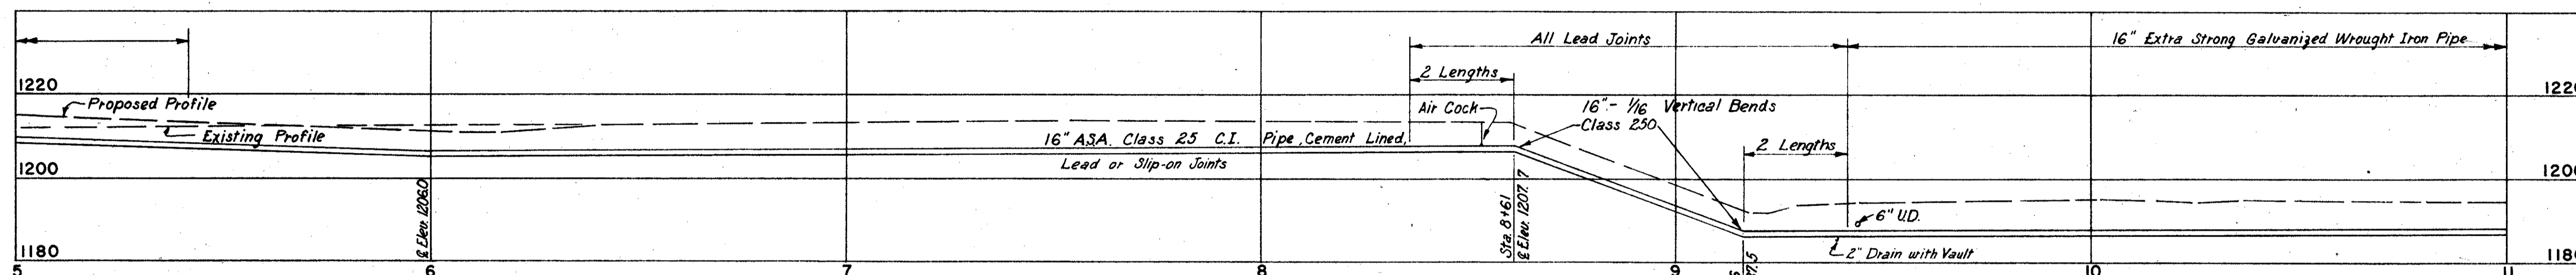 All Lead Joints
16" Extra Strong Galvanized Wrought Iron Pipe
2 Lengths
1220
1220
Proposed Profile
Air Cock
16"- 1/16 Vertical Bends
Class 250
Existing Profile
16" A.S.A. Class 25 C.I. Pipe, Cement Lined,
Lead or Slip-on Joints
2 Lengths
1200
1200
℄ Elev. 1206.0
Sta. 8+61
℄ Elev. 1207.7
6" U.D.
2" Drain with Vault
1180
1180
5 6 7 8 9 10 11